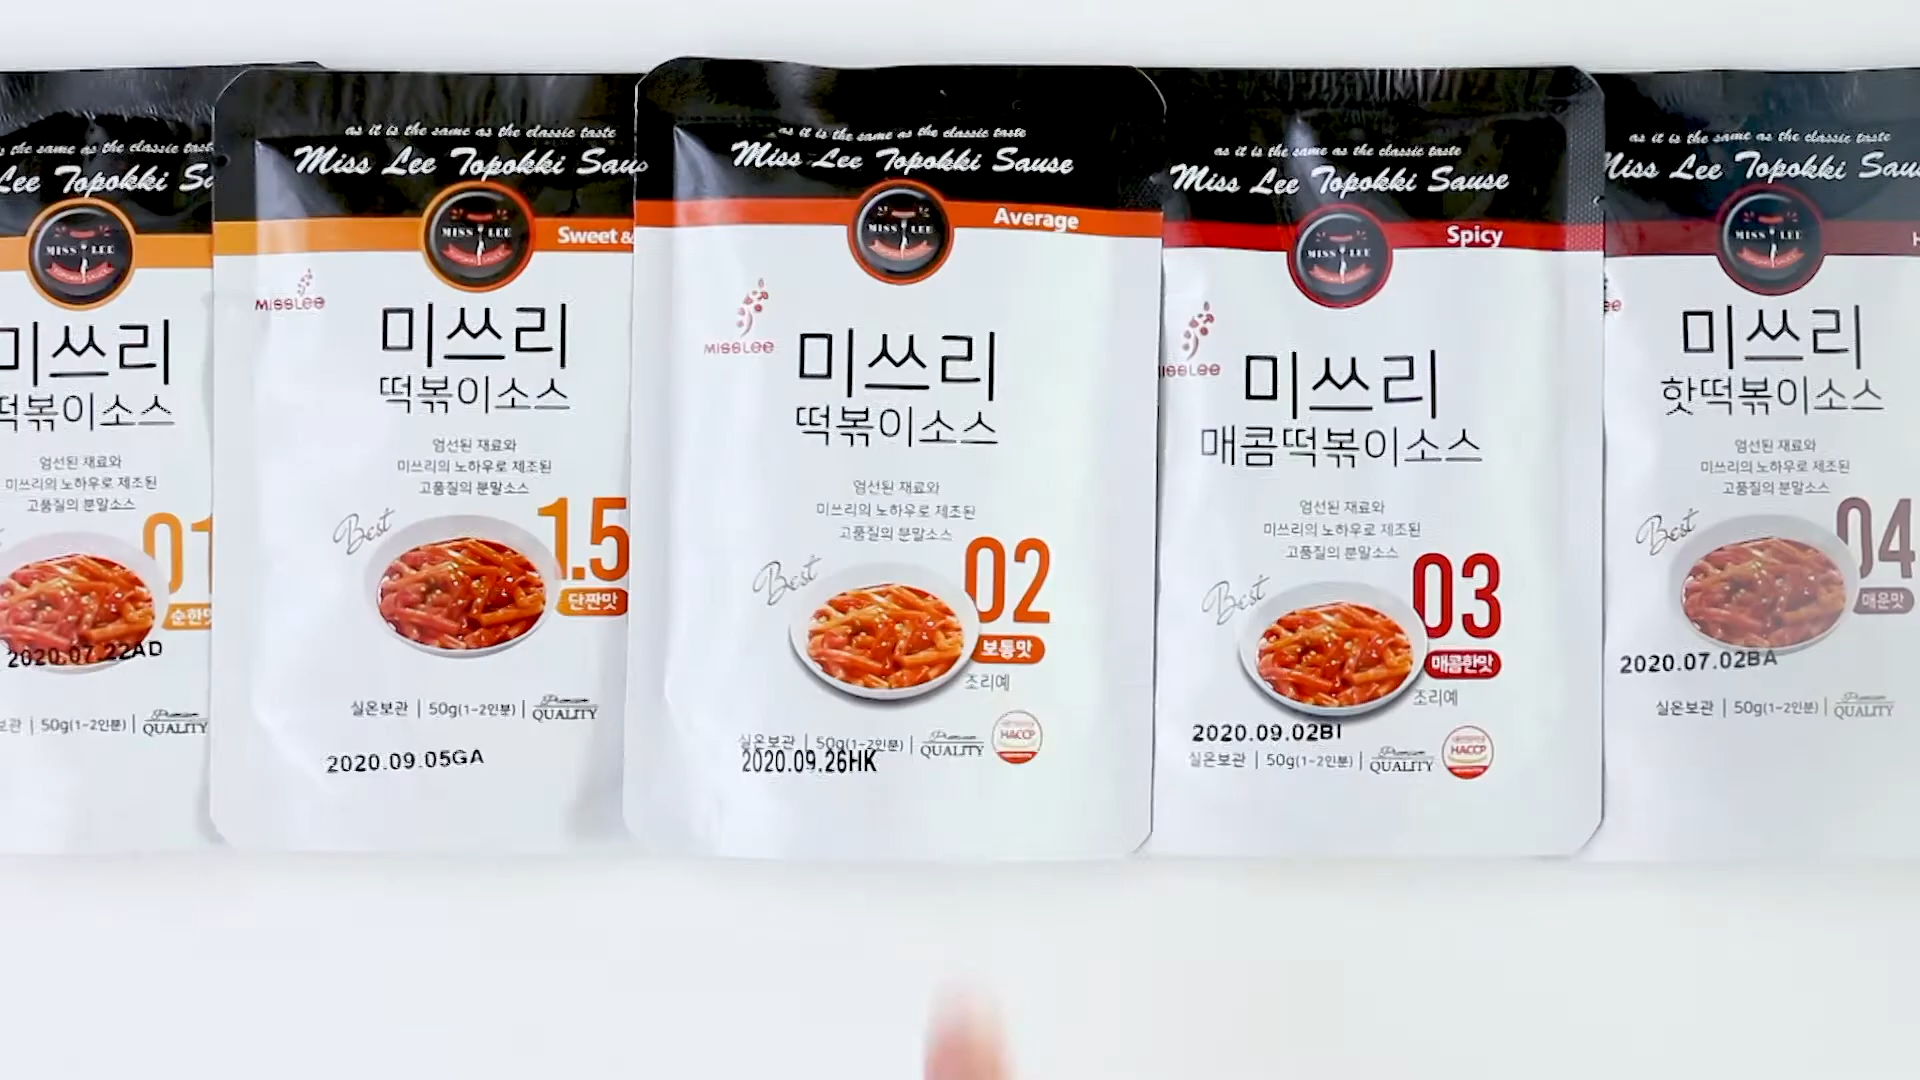 the same as the classic tast
Lee Topokki Sa
MISS LEE
미쓰리
떡볶이소스
엄선된 재료와
미쓰리의 노하우로 제조된
고품질의 분말소스
01
순한맛
2020.07.22AD
보관 | 50g(1-2인분) | Premium QUALITY
as it is the same as the classic taste
Miss Lee Topokki Saus
Sweet &
MISS LEE
MISSLEE
미쓰리
떡볶이소스
엄선된 재료와
미쓰리의 노하우로 제조된
고품질의 분말소스
Best
1.5
단짠맛
실온보관 | 50g(1-2인분) | Premium QUALITY
2020.09.05GA
as it is the same as the classic taste
Miss Lee Topokki Sause
Average
MISS LEE
MISSLEE
미쓰리
떡볶이소스
엄선된 재료와
미쓰리의 노하우로 제조된
고품질의 분말소스
Best
02
보통맛
조리예
실온보관 | 50g(1-2인분) | Premium QUALITY
HACCP
2020.09.26HK
as it is the same as the classic taste
Miss Lee Topokki Sause
Spicy
MISS LEE
ISSLEE
미쓰리
매콤떡볶이소스
엄선된 재료와
미쓰리의 노하우로 제조된
고품질의 분말소스
Best
03
매콤한맛
조리예
2020.09.02BI
실온보관 | 50g(1-2인분) | Premium QUALITY
HACCP
as it is the same as the classic taste
Miss Lee Topokki Saus
H
MISS LEE
ee
미쓰리
핫떡볶이소스
엄선된 재료와
미쓰리의 노하우로 제조된
고품질의 분말소스
Best
04
매운맛
2020.07.02BA
실온보관 | 50g(1-2인분) | Premium QUALITY